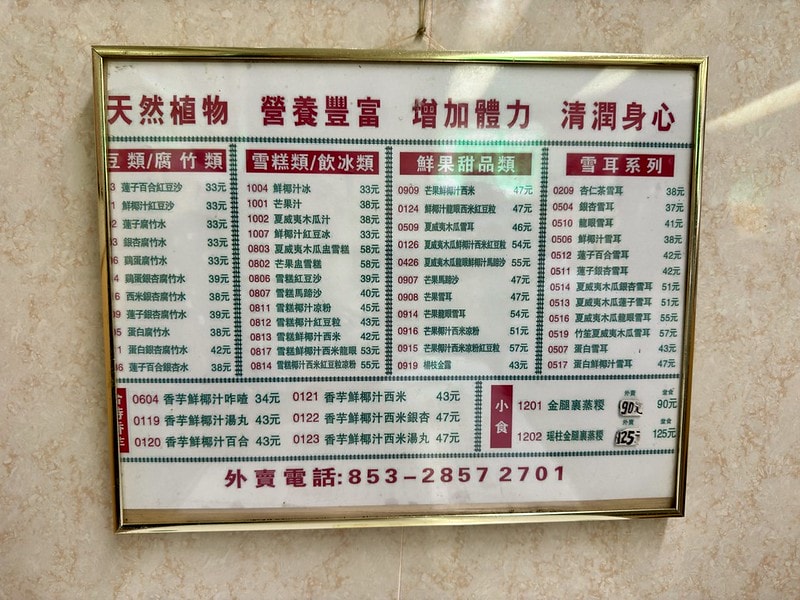 天然植物 營養豐富 增加體力 清潤身心
豆類/腐竹類
蓮子百合紅豆沙 33元
鮮椰汁紅豆沙 33元
蓮子腐竹水 33元
銀杏腐竹水 33元
鷄蛋腐竹水 33元
鷄蛋銀杏腐竹水 39元
西米銀杏腐竹水 38元
蛋蓮子腐竹水 39元
蛋白腐竹水 38元
蛋白銀杏腐竹水 42元
蓮子百合銀杏水 38元
雪糕類/飲冰類
1004 鮮椰汁冰 33元
1001 芒果汁 38元
1002 夏威夷木瓜汁 38元
1007 鮮椰汁紅豆冰 33元
0803 夏威夷木瓜盅雪糕 58元
0802 芒果盅雪糕 58元
0806 雪糕紅豆沙 39元
0807 雪糕馬蹄沙 40元
0811 雪糕椰汁凉粉 45元
0812 雪糕椰汁紅豆粒 43元
0813 雪糕鮮椰汁西米 42元
0817 雪糕鮮椰汁西米龍眼 53元
0814 雪糕椰汁西米紅豆粒凉粉 55元
鮮果甜品類
0909 芒果鮮椰汁西米 47元
0124 鮮椰汁龍眼西米紅豆粒 47元
0509 夏威夷木瓜雪耳 46元
0126 夏威夷木瓜鮮椰汁西米紅豆粒 54元
0426 夏威夷木瓜龍眼鮮椰汁馬蹄沙 55元
0907 芒果馬蹄沙 47元
0908 芒果雪耳 47元
0914 芒果龍眼雪耳 54元
0916 芒果椰汁西米凉粉 51元
0915 芒果椰汁西米凉粉紅豆粒 57元
0919 楊枝金露 43元
雪耳系列
0209 杏仁茶雪耳 38元
0504 銀杏雪耳 37元
0510 龍眼雪耳 41元
0506 鮮椰汁雪耳 38元
0512 蓮子百合雪耳 42元
0511 蓮子銀杏雪耳 42元
0514 夏威夷木瓜銀杏雪耳 51元
0513 夏威夷木瓜蓮子雪耳 51元
0516 夏威夷木瓜龍眼雪耳 55元
0519 竹笙夏威夷木瓜雪耳 57元
0507 蛋白雪耳 43元
0517 蛋白鮮椰汁雪耳 47元
0604 香芋鮮椰汁咋喳 34元
0119 香芋鮮椰汁湯丸 43元
0120 香芋鮮椰汁百合 43元
0121 香芋鮮椰汁西米 43元
0122 香芋鮮椰汁西米銀杏 47元
0123 香芋鮮椰汁西米湯丸 47元
小食
外賣 堂食
1201 金腿裹蒸糉 90元 90元
外賣 堂食
1202 瑶柱金腿裹蒸糉 125元 125元
外賣電話:853-28572701